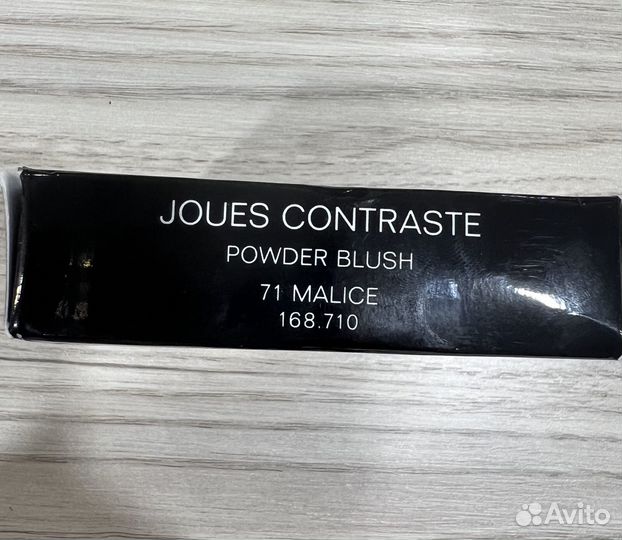 JOUES CONTRASTE
POWDER BLUSH
71 MALICE
168.710
Avito